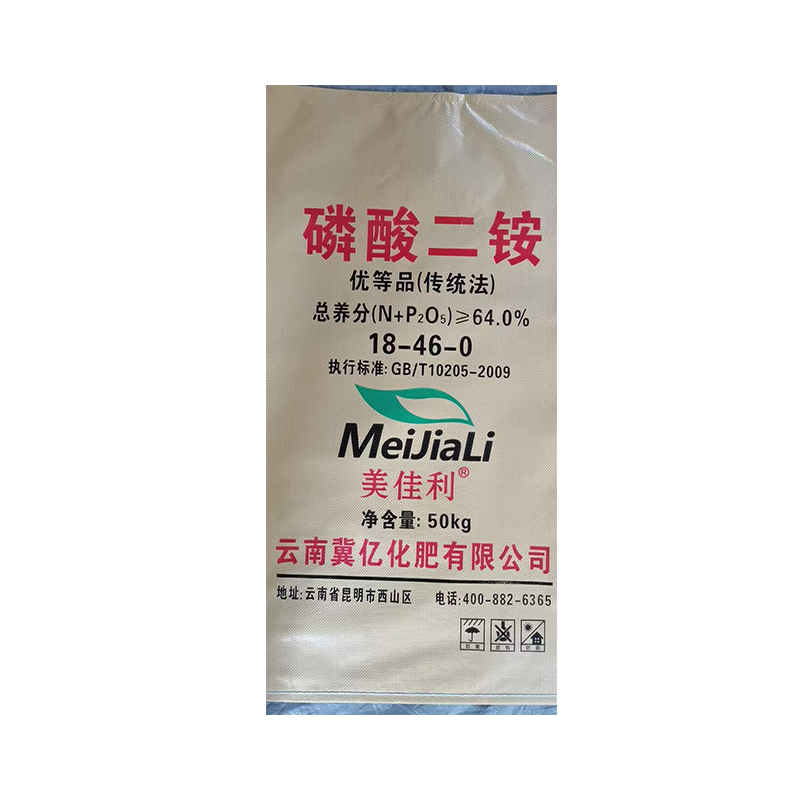 磷酸二铵
优等品(传统法)
总养分(N+P₂O₅)≥64.0%
18-46-0
执行标准:GB/T10205-2009
MeiJiaLi
美佳利®
净含量: 50kg
云南冀亿化肥有限公司
地址:云南省昆明市西山区 电话:400-882-6365